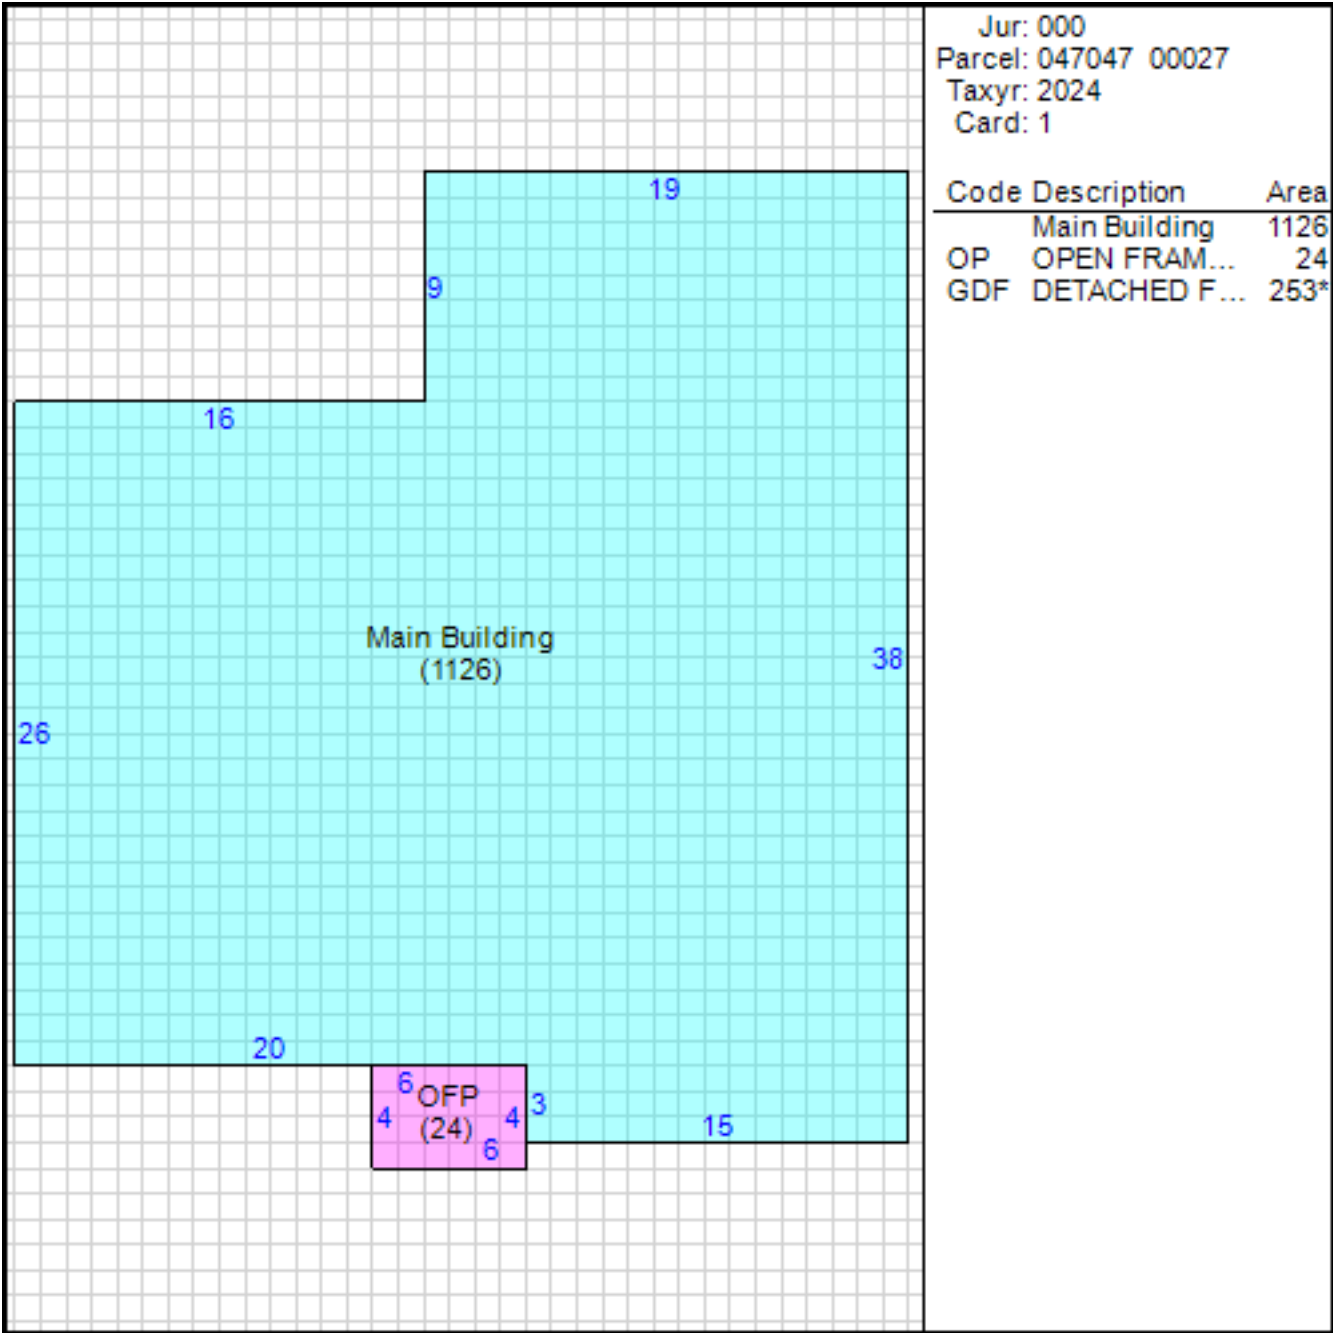 Jur: 000
Parcel: 047047 00027
Taxyr: 2024
Card: 1
Code Description Area
Main Building 1126
OP OPEN FRAM... 24
GDF DETACHED F... 253*
19
9
16
Main Building
(1126)
38
26
20
6
OFP
4
(24)
4
3
6
15